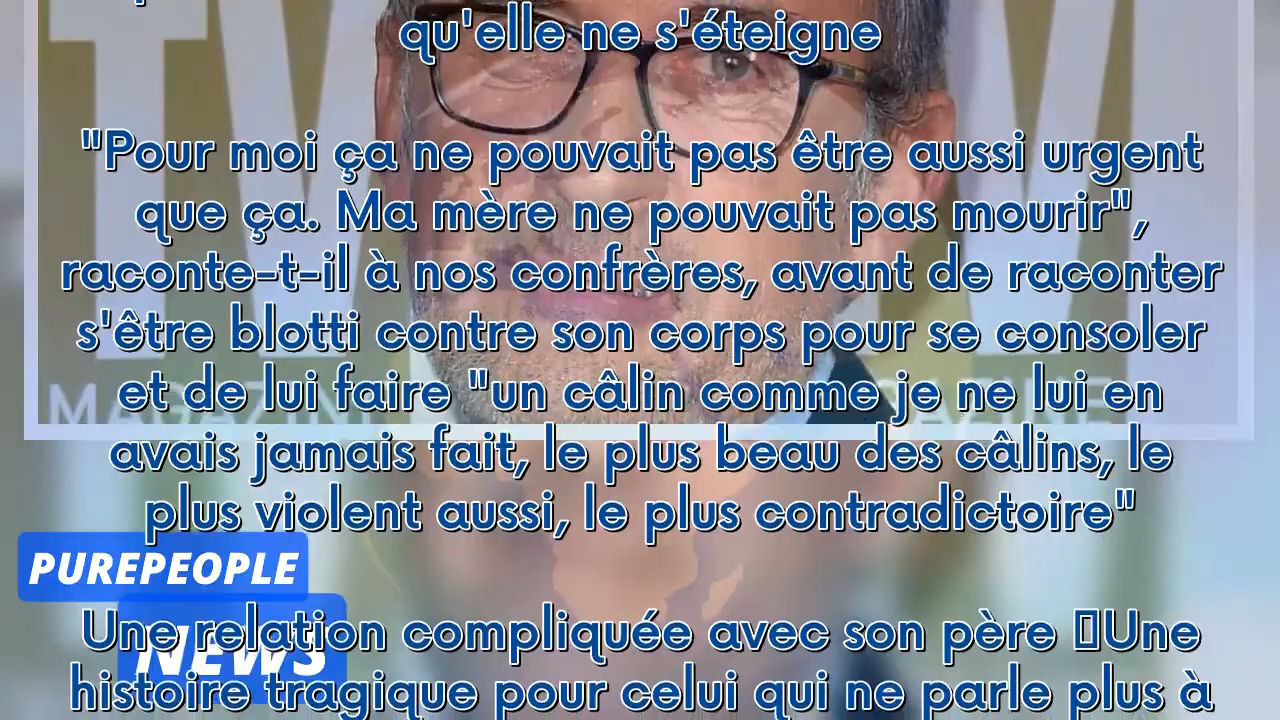 qu'elle ne s'éteigne
"Pour moi ça ne pouvait pas être aussi urgent
que ça. Ma mère ne pouvait pas mourir",
raconte-t-il à nos confrères, avant de raconter
s'être blotti contre son corps pour se consoler
et de lui faire "un câlin comme je ne lui en
avais jamais fait, le plus beau des câlins, le
plus violent aussi, le plus contradictoire"
PUREPEOPLE
NEWS
Une relation compliquée avec son père Une
histoire tragique pour celui qui ne parle plus à